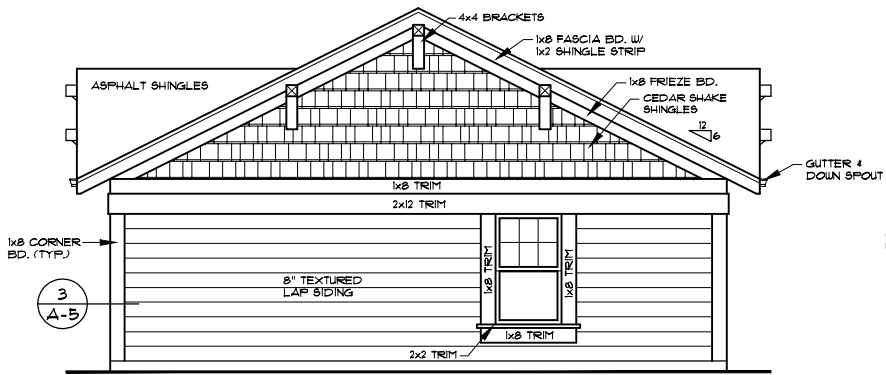 4x4 BRACKETS
1x8 FASCIA BD. W/
1x2 SHINGLE STRIP
ASPHALT SHINGLES
1x8 FRIEZE BD.
CEDAR SHAKE
SHINGLES
12
6
GUTTER &
DOWN SPOUT
1x8 TRIM
2x12 TRIM
1x8 CORNER
BD. (TYP.)
1x8 TRIM
1x8 TRIM
8" TEXTURED
LAP SIDING
3
A-5
1x8 TRIM
2x2 TRIM